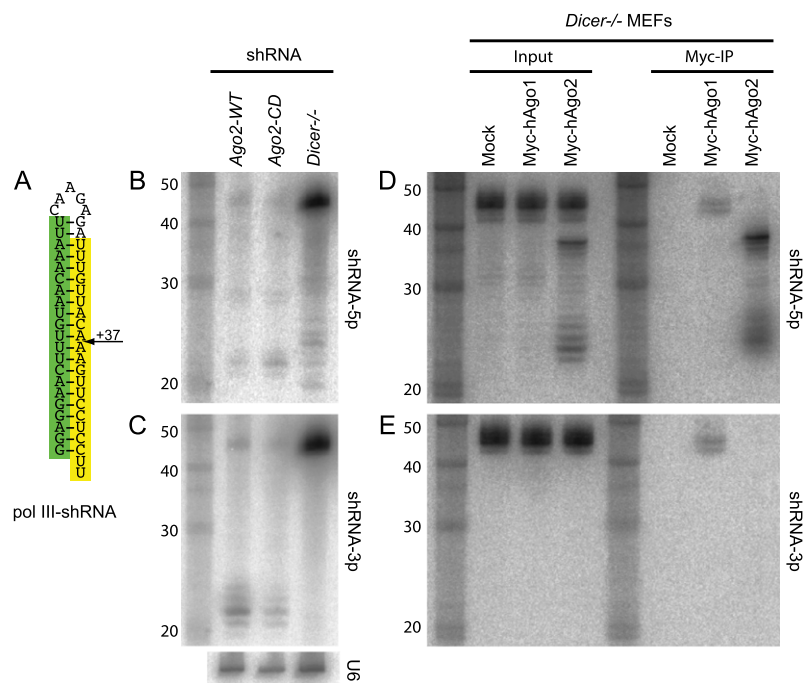 Dicer-/- MEFs
shRNA
Input
Myc-IP
Ago2-WT
Ago2-CD
Dicer-/-
Mock
Myc-hAgo1
Myc-hAgo2
Mock
Myc-hAgo1
Myc-hAgo2
A
A
A G
C A
U G
U A
A U
A U
A U
C G
A U
A U
U A
G C
U A
U A
U A
C G
A U
A U
G C
G C
A U
G C
G C
U
U
+37
pol III-shRNA
B
50
40
30
20
shRNA-5p
C
50
40
30
20
shRNA-3p
U6
D
50
40
30
20
shRNA-5p
E
50
40
30
20
shRNA-3p